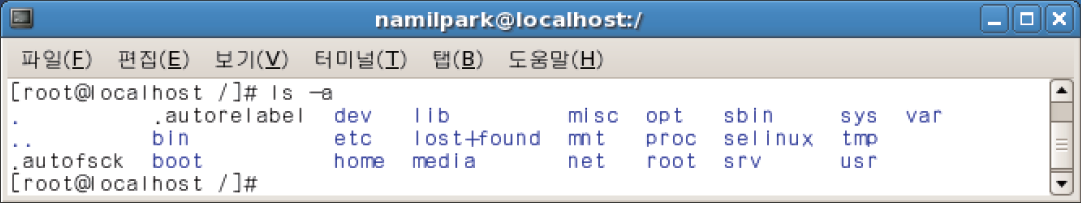 namilpark@localhost:/
파일(F) 편집(E) 보기(V) 터미널(T) 탭(B) 도움말(H)
[root@localhost /]# ls -a
. .autorelabel dev lib misc opt sbin sys var
.. bin etc lost+found mnt proc selinux tmp
.autofsck boot home media net root srv usr
[root@localhost /]#